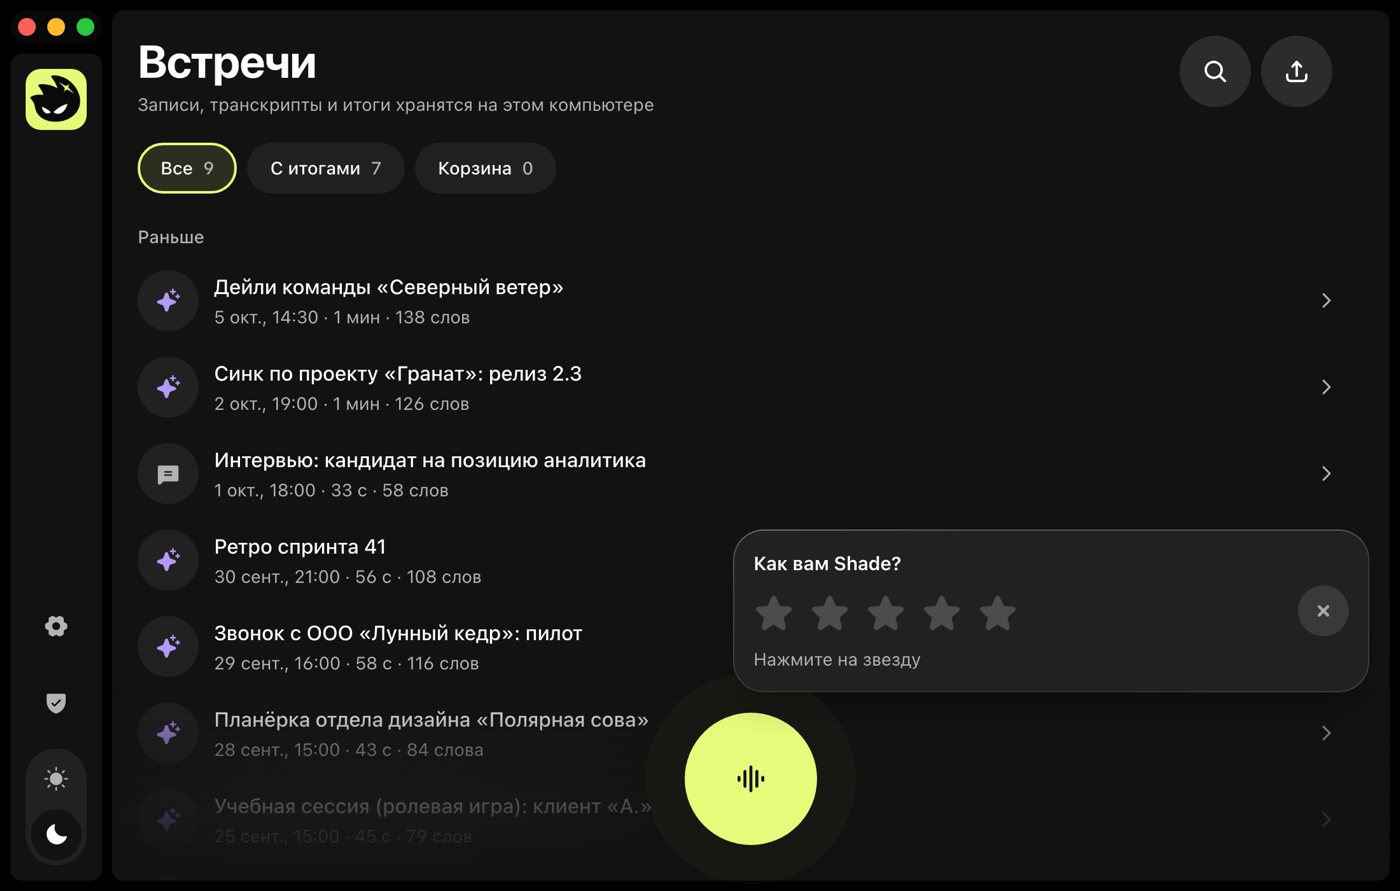 Встречи
Записи, транскрипты и итоги хранятся на этом компьютере
Все 9
С итогами 7
Корзина 0
Раньше
Дейли команды «Северный ветер»
5 окт., 14:30 · 1 мин · 138 слов
Синк по проекту «Гранат»: релиз 2.3
2 окт., 19:00 · 1 мин · 126 слов
Интервью: кандидат на позицию аналитика
1 окт., 18:00 · 33 с · 58 слов
Ретро спринта 41
30 сент., 21:00 · 56 с · 108 слов
Звонок с ООО «Лунный кедр»: пилот
29 сент., 16:00 · 58 с · 116 слов
Планёрка отдела дизайна «Полярная сова»
28 сент., 15:00 · 43 с · 84 слова
Учебная сессия (ролевая игра): клиент «А.»
25 сент., 15:00 · 45 с · 79 слов
Как вам Shade?
Нажмите на звезду